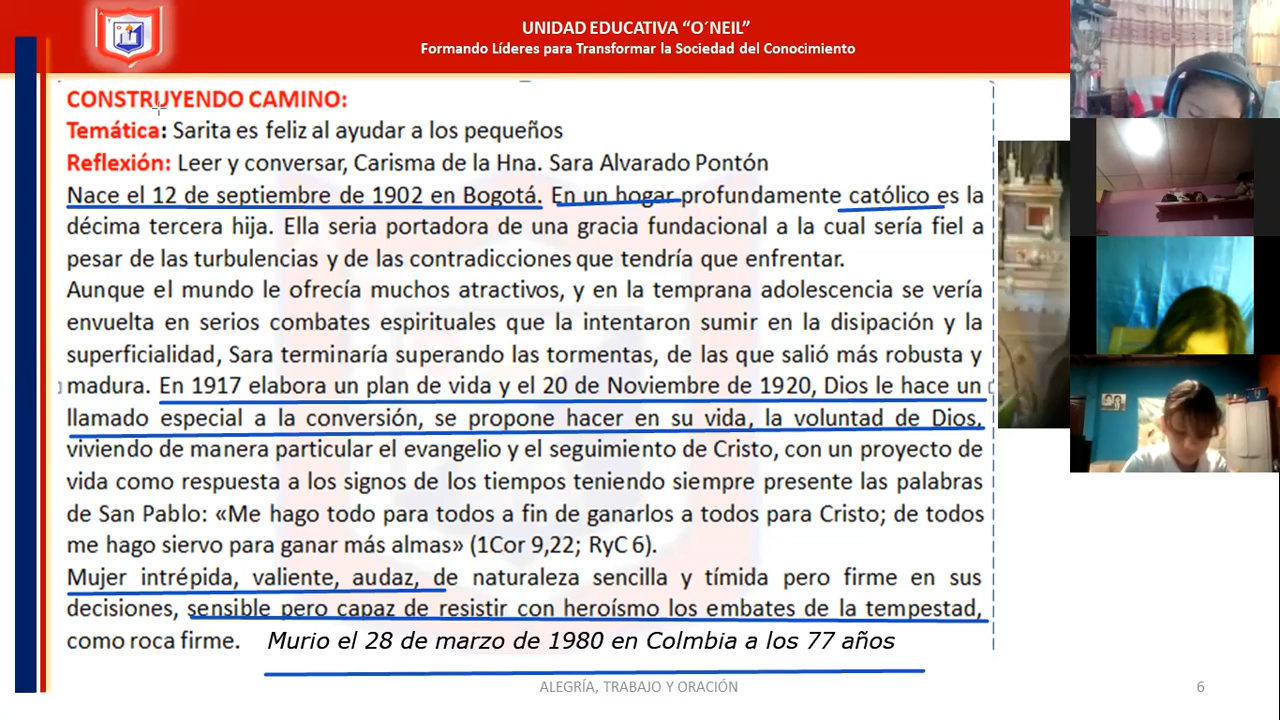 UNIDAD EDUCATIVA “O´NEIL”
Formando Líderes para Transformar la Sociedad del Conocimiento
CONSTRUYENDO CAMINO:
Temática: Sarita es feliz al ayudar a los pequeños
Reflexión: Leer y conversar, Carisma de la Hna. Sara Alvarado Pontón
Nace el 12 de septiembre de 1902 en Bogotá. En un hogar profundamente católico es la
décima tercera hija. Ella seria portadora de una gracia fundacional a la cual sería fiel a
pesar de las turbulencias y de las contradicciones que tendría que enfrentar.
Aunque el mundo le ofrecía muchos atractivos, y en la temprana adolescencia se vería
envuelta en serios combates espirituales que la intentaron sumir en la disipación y la
superficialidad, Sara terminaría superando las tormentas, de las que salió más robusta y
madura. En 1917 elabora un plan de vida y el 20 de Noviembre de 1920, Dios le hace un
llamado especial a la conversión, se propone hacer en su vida, la voluntad de Dios,
viviendo de manera particular el evangelio y el seguimiento de Cristo, con un proyecto de
vida como respuesta a los signos de los tiempos teniendo siempre presente las palabras
de San Pablo: «Me hago todo para todos a fin de ganarlos a todos para Cristo; de todos
me hago siervo para ganar más almas» (1Cor 9,22; RyC 6).
Mujer intrépida, valiente, audaz, de naturaleza sencilla y tímida pero firme en sus
decisiones, sensible pero capaz de resistir con heroísmo los embates de la tempestad,
como roca firme. Murio el 28 de marzo de 1980 en Colmbia a los 77 años
ALEGRÍA, TRABAJO Y ORACIÓN
6